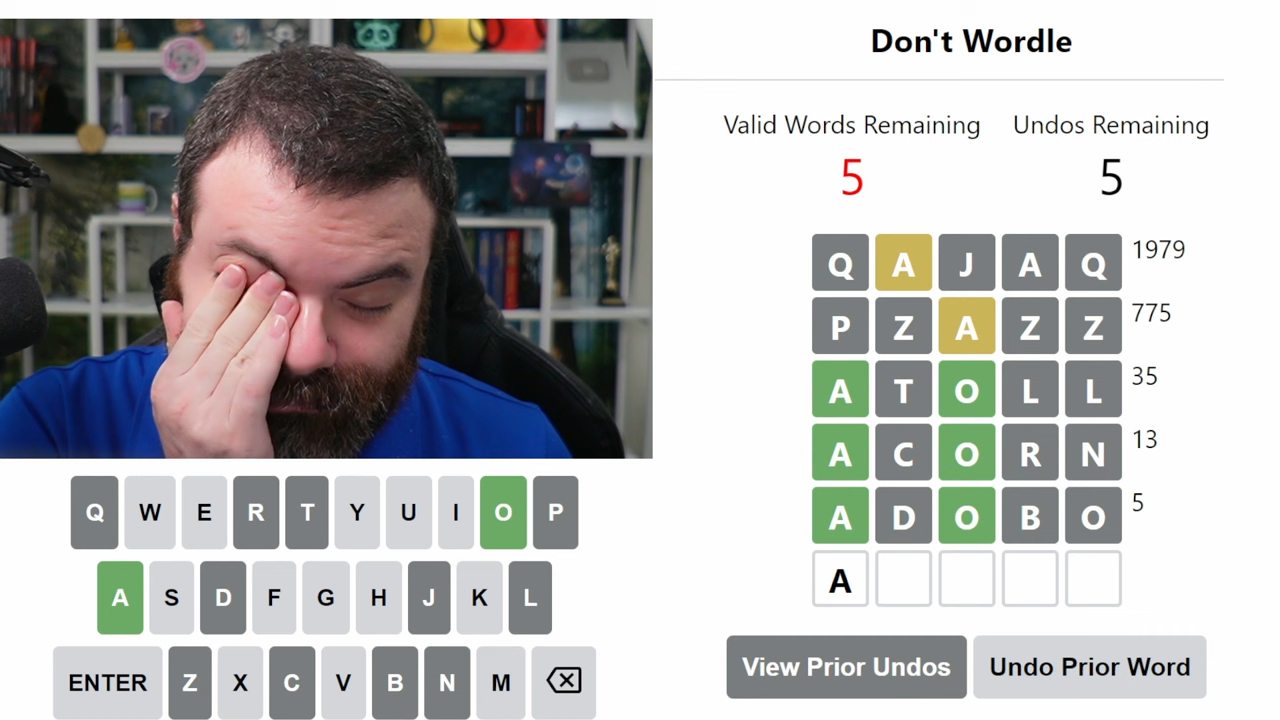 Don't Wordle
Valid Words Remaining Undos Remaining
5 5
Q A J A Q 1979
P Z A Z Z 775
A T O L L 35
A C O R N 13
A D O B O 5
A
View Prior Undos Undo Prior Word
Q W E R T Y U I O P
A S D F G H J K L
ENTER Z X C V B N M